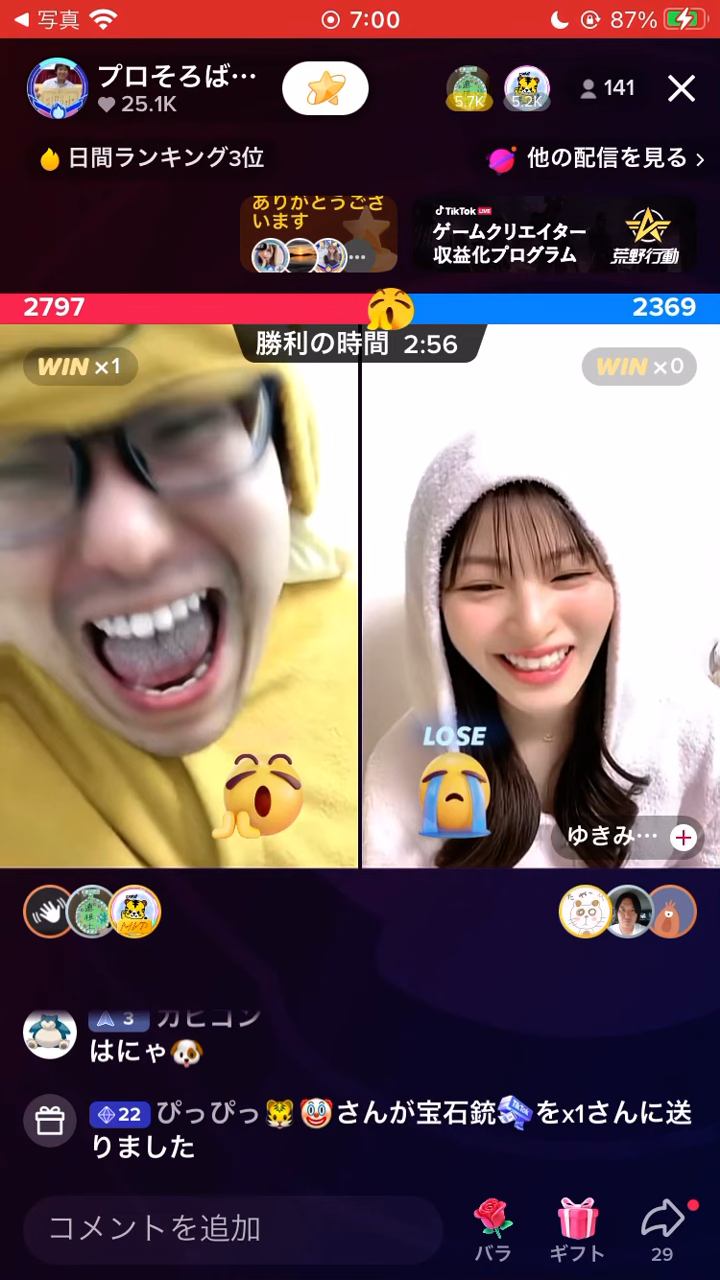 写真 7:00 87%
プロそろば…
25.1K
5.7K 5.2K 141
日間ランキング3位 他の配信を見る
ありがとうござ
います
TikTok LIVE
ゲームクリエイター
収益化プログラム
荒野行動
2797 2369
勝利の時間 2:56
WIN x1 WIN x0
LOSE
ゆきみ…
3 カビゴン
はにゃ🐶
22 ぴっぴっ🐯🤡さんが宝石銃をx1さんに送
りました
コメントを追加
バラ ギフト 29